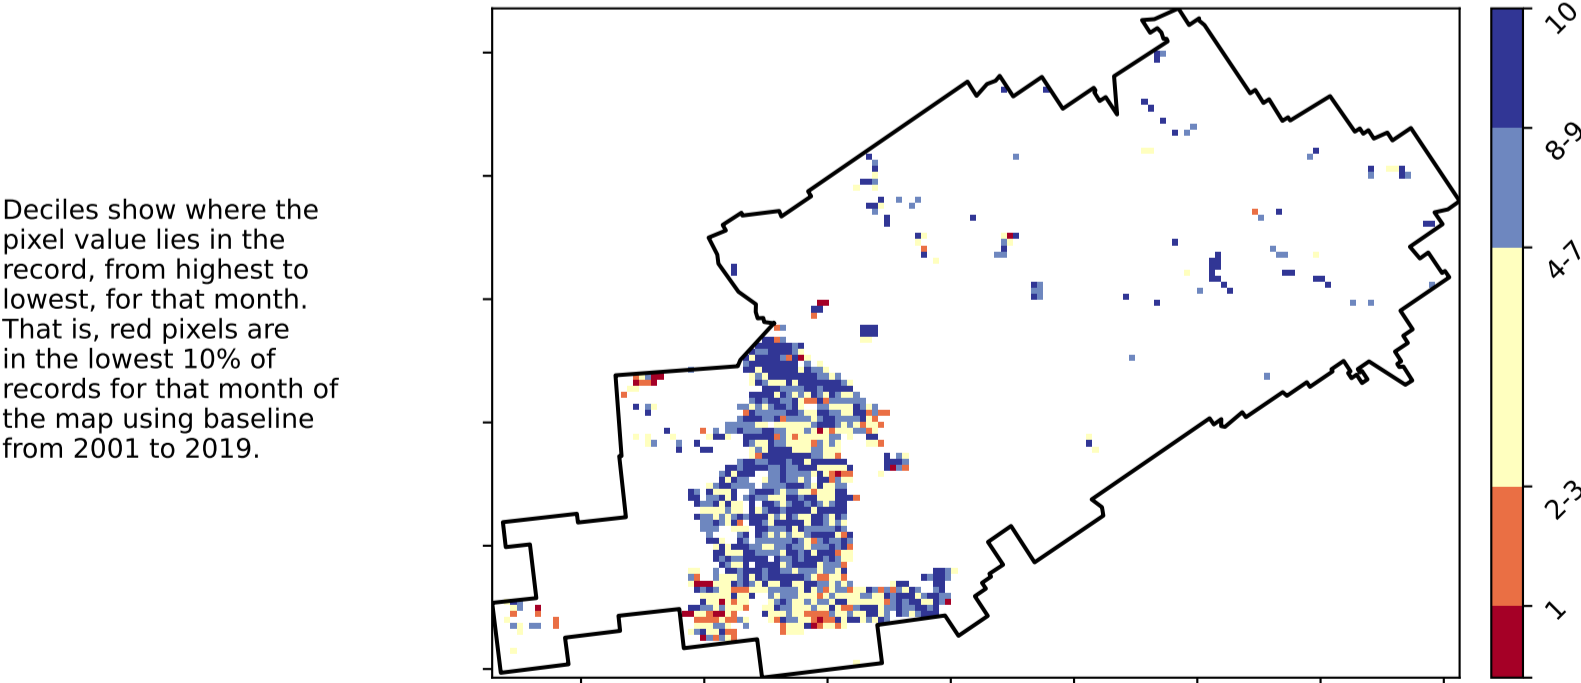 Deciles show where the
pixel value lies in the
record, from highest to
lowest, for that month.
That is, red pixels are
in the lowest 10% of
records for that month of
the map using baseline
from 2001 to 2019.
10
8-9
4-7
2-3
1